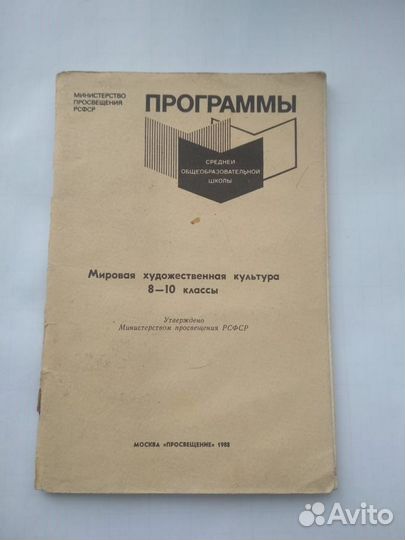 МИНИСТЕРСТВО
ПРОСВЕЩЕНИЯ
РСФСР
ПРОГРАММЫ
СРЕДНЕЙ
ОБЩЕОБРАЗОВАТЕЛЬНОЙ
ШКОЛЫ
Мировая художественная культура
8—10 классы
Утверждено
Министерством просвещения РСФСР
МОСКВА «ПРОСВЕЩЕНИЕ» 1988
Avito